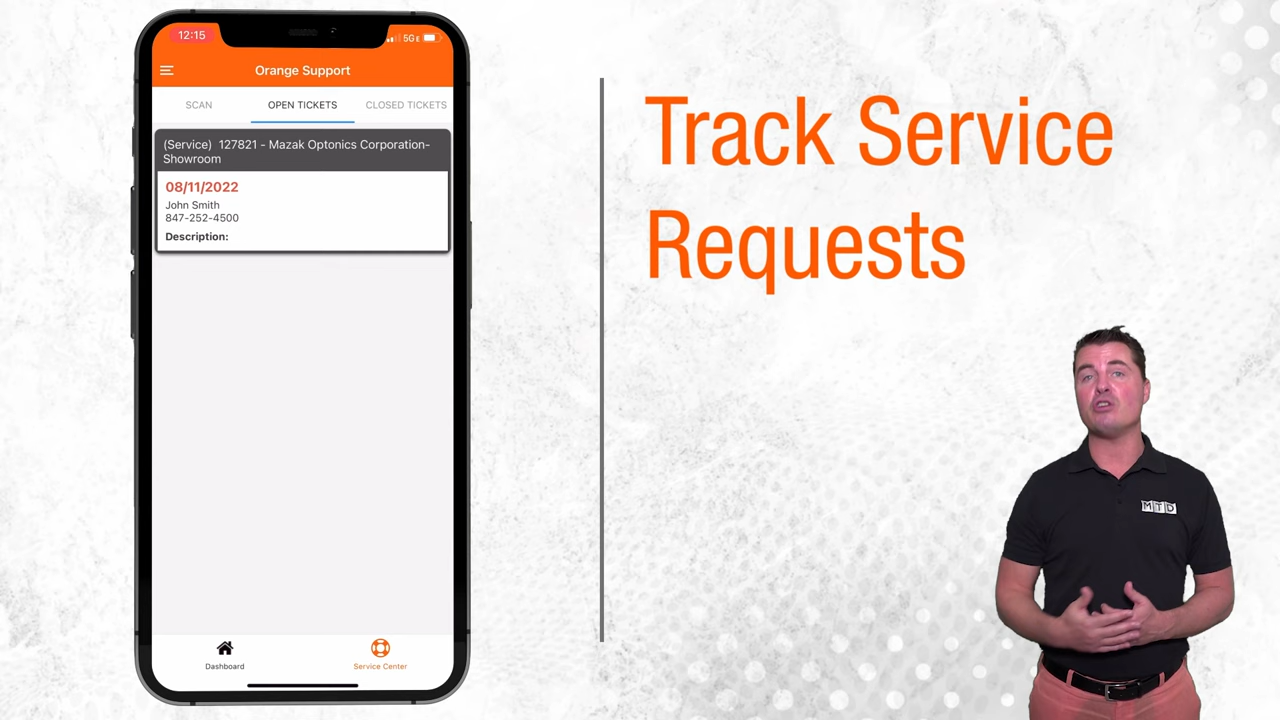 12:15
5GE
Orange Support
SCAN
OPEN TICKETS
CLOSED TICKETS
(Service) 127821 - Mazak Optonics Corporation-
Showroom
08/11/2022
John Smith
847-252-4500
Description:
Dashboard
Service Center
Track Service
Requests
MTD